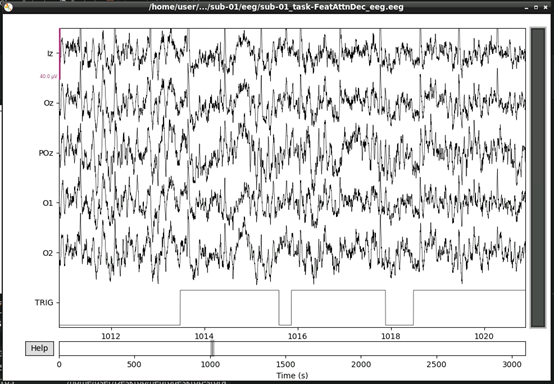 /home/user/.../sub-01/eeg/sub-01_task-FeatAttnDec_eeg.eeg
Iz
40.0 µV
Oz
POz
O1
O2
TRIG
1012 1014 1016 1018 1020
Help
0 500 1000 1500 2000 2500 3000
Time (s)